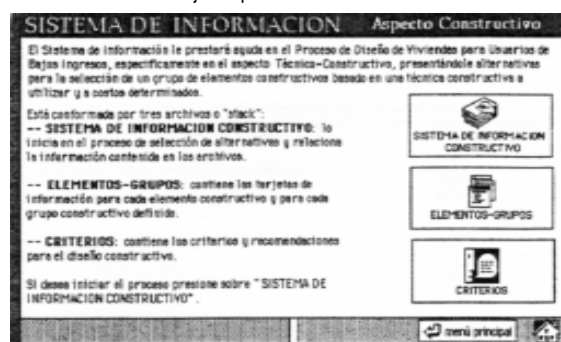 SISTEMA DE INFORMACION Aspecto Constructivo
El Sistema de Información le prestará ayuda en el Proceso de Diseño de Viviendas para Usuarios de
Bajos Ingresos, específicamente en el aspecto Técnico-Constructivo, presentándole alternativas
para la selección de un grupo de elementos constructivos basado en una técnica constructiva a
utilizar y a costos determinados.
Está conformado por tres archivos o "stack":
-- SISTEMA DE INFORMACION CONSTRUCTIVO: lo
inicia en el proceso de selección de alternativas y relaciona
la información contenida en los archivos.
-- ELEMENTOS-GRUPOS: contiene las tarjetas de
información para cada elemento constructivo y para cada
grupo constructivo definido.
-- CRITERIOS: contiene los criterios y recomendaciones
para el diseño constructivo.
Si desea iniciar el proceso presione sobre "SISTEMA DE
INFORMACION CONSTRUCTIVO".
SISTEMA DE INFORMACION
CONSTRUCTIVO
ELEMENTOS-GRUPOS
CRITERIOS
menú principal